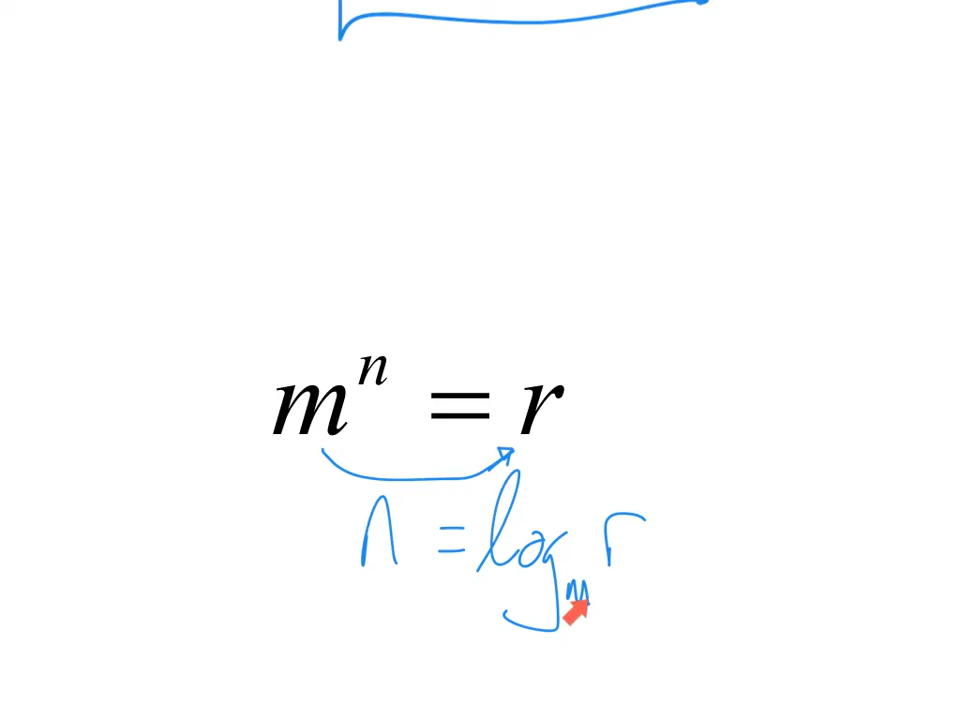 mⁿ = r
n = logₘ r